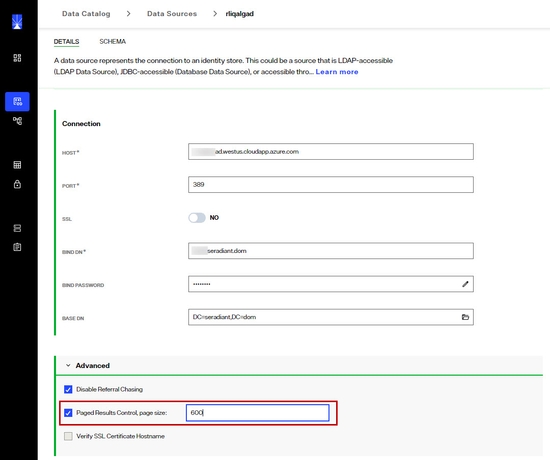 Data Catalog > Data Sources > rliqalgad
DETAILS SCHEMA
A data source represents the connection to an identity store. This could be a source that is LDAP-accessible
(LDAP Data Source), JDBC-accessible (Database Data Source), or accessible thro... Learn more
Connection
HOST* ad.westus.cloudapp.azure.com
PORT* 389
SSL NO
BIND DN* seradiant.dom
BIND PASSWORD ••••••••
BASE DN DC=seradiant,DC=dom
Advanced
Disable Referral Chasing
Paged Results Control, page size: 600
Verify SSL Certificate Hostname